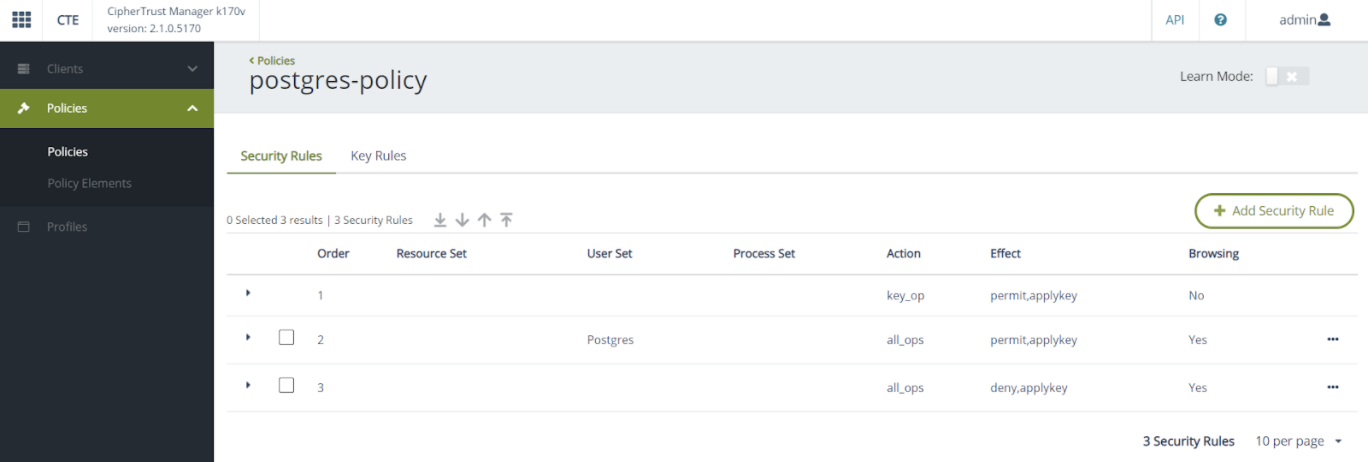 CTE
CipherTrust Manager k170v
version: 2.1.0.5170
API
?
admin
Clients
Policies
Policies
Policy Elements
Profiles
< Policies
postgres-policy
Learn Mode:
Security Rules Key Rules
0 Selected 3 results | 3 Security Rules
+ Add Security Rule
Order Resource Set User Set Process Set Action Effect Browsing
1 key_op permit,applykey No
2 Postgres all_ops permit,applykey Yes ...
3 all_ops deny,applykey Yes ...
3 Security Rules 10 per page